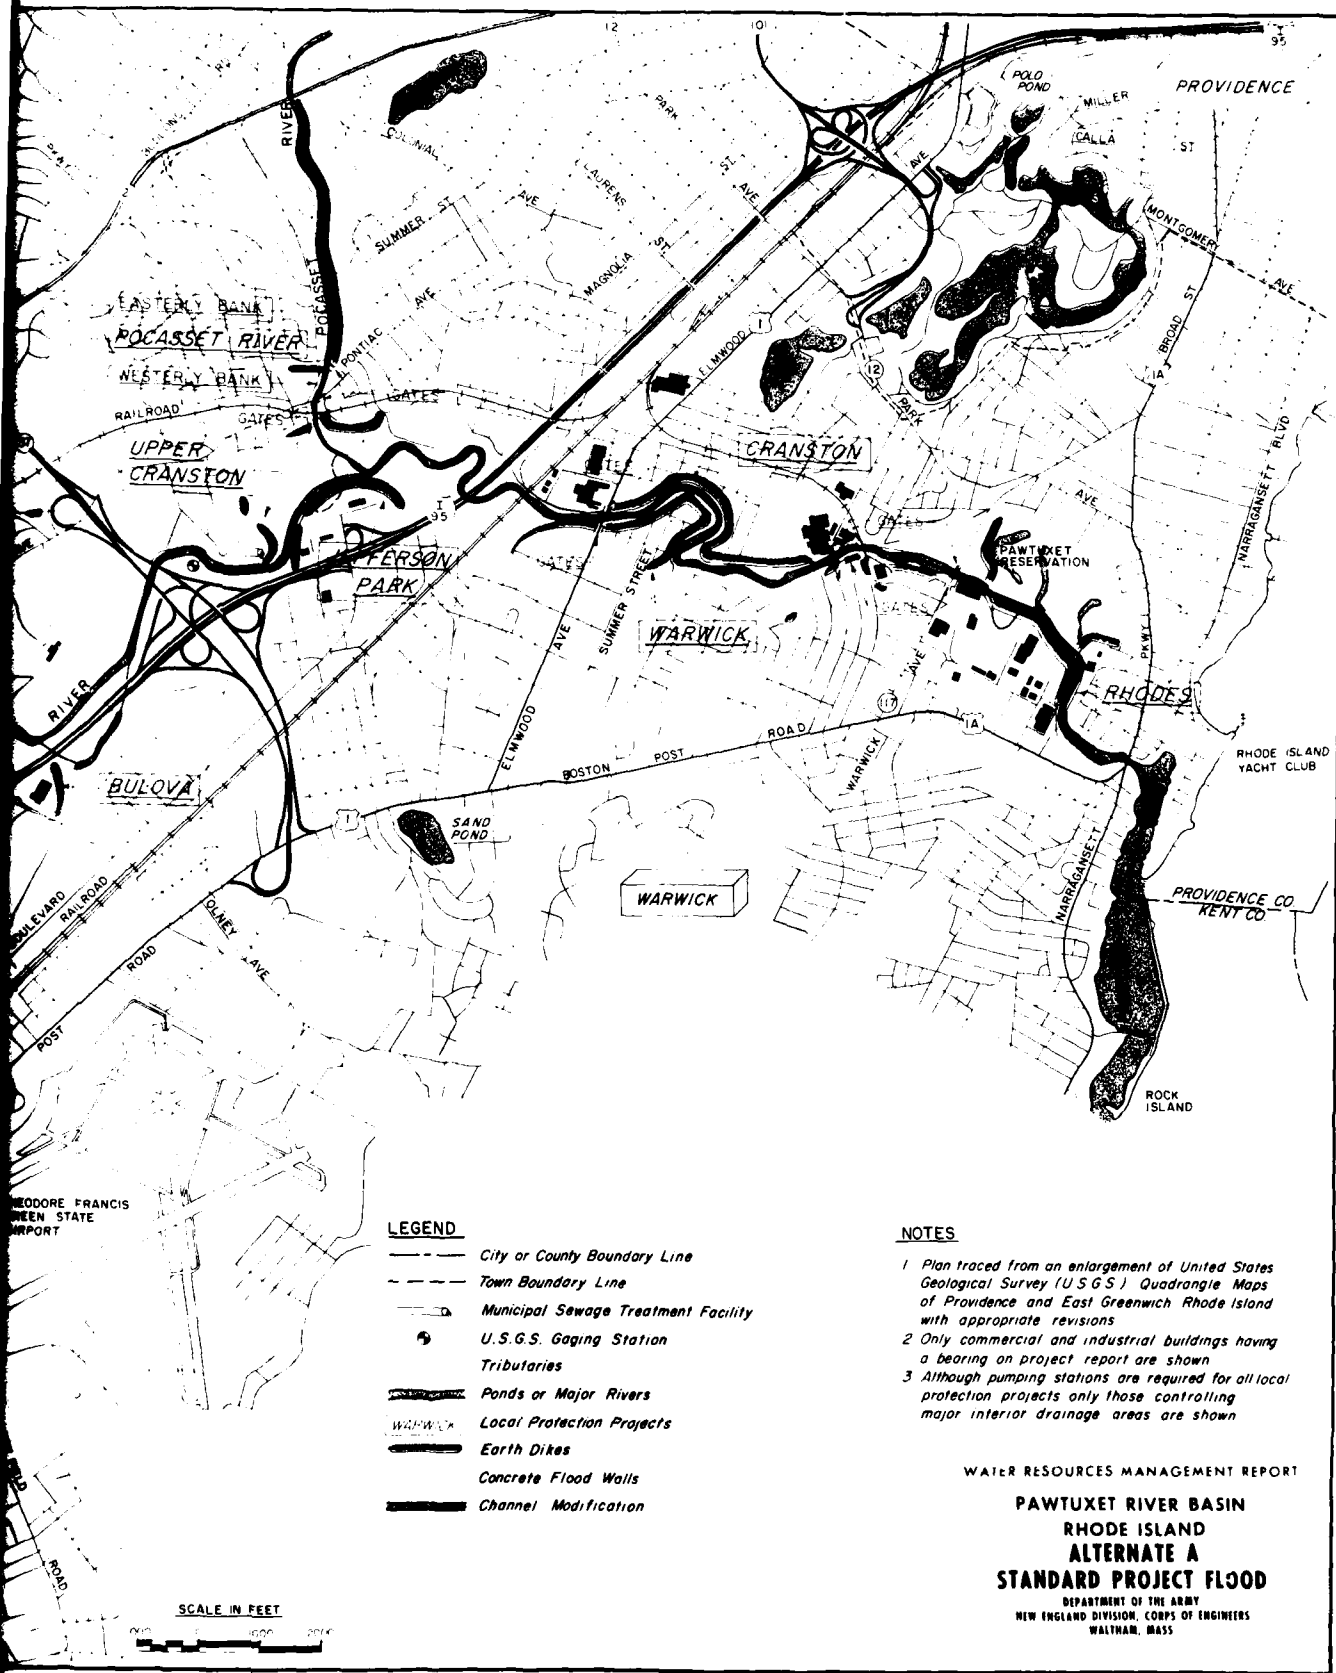 12
101
I
95
POLO
POND
PROVIDENCE
MILLER
CALLA
ST
RIVER
COLONIAL
PARK
ST
AVE
AVE
LAURENS
ST
SUMMER ST
AVE
MAGNOLIA
MONTGOMERY
AVE
EASTERLY BANK
POCASSET RIVER
WESTERLY BANK
POCASSET
PONTIAC
AVE
ELMWOOD
1
12
PARK
BROAD ST
1A
RAILROAD
GATES
GATES
UPPER
CRANSTON
CRANSTON
NARRAGANSETT BLVD
AVE
GATES
I
95
JEFFERSON
PARK
GATES
PAWTUXET
RESERVATION
GATES
SUMMER STREET
WARWICK
AVE
AVE
PKWY
RHODES
RIVER
117
1A
ELMWOOD
BOSTON
POST
ROAD
WARWICK
RHODE ISLAND
YACHT CLUB
BULOVA
1
SAND
POND
NARRAGANSETT
WARWICK
PROVIDENCE CO
KENT CO
RAILROAD
OLNEY
AVE
ROAD
POST
ROCK
ISLAND
FRANCIS
STATE
LEGEND
City or County Boundary Line
Town Boundary Line
Municipal Sewage Treatment Facility
U.S.G.S. Gaging Station
Tributaries
Ponds or Major Rivers
WARWICK Local Protection Projects
Earth Dikes
Concrete Flood Walls
Channel Modification
NOTES
1 Plan traced from an enlargement of United States
Geological Survey (U S G S ) Quadrangle Maps
of Providence and East Greenwich Rhode Island
with appropriate revisions
2 Only commercial and industrial buildings having
a bearing on project report are shown
3 Although pumping stations are required for all local
protection projects only those controlling
major interior drainage areas are shown
WATER RESOURCES MANAGEMENT REPORT
PAWTUXET RIVER BASIN
RHODE ISLAND
ALTERNATE A
STANDARD PROJECT FLOOD
DEPARTMENT OF THE ARMY
NEW ENGLAND DIVISION, CORPS OF ENGINEERS
WALTHAM, MASS
ROAD
SCALE IN FEET